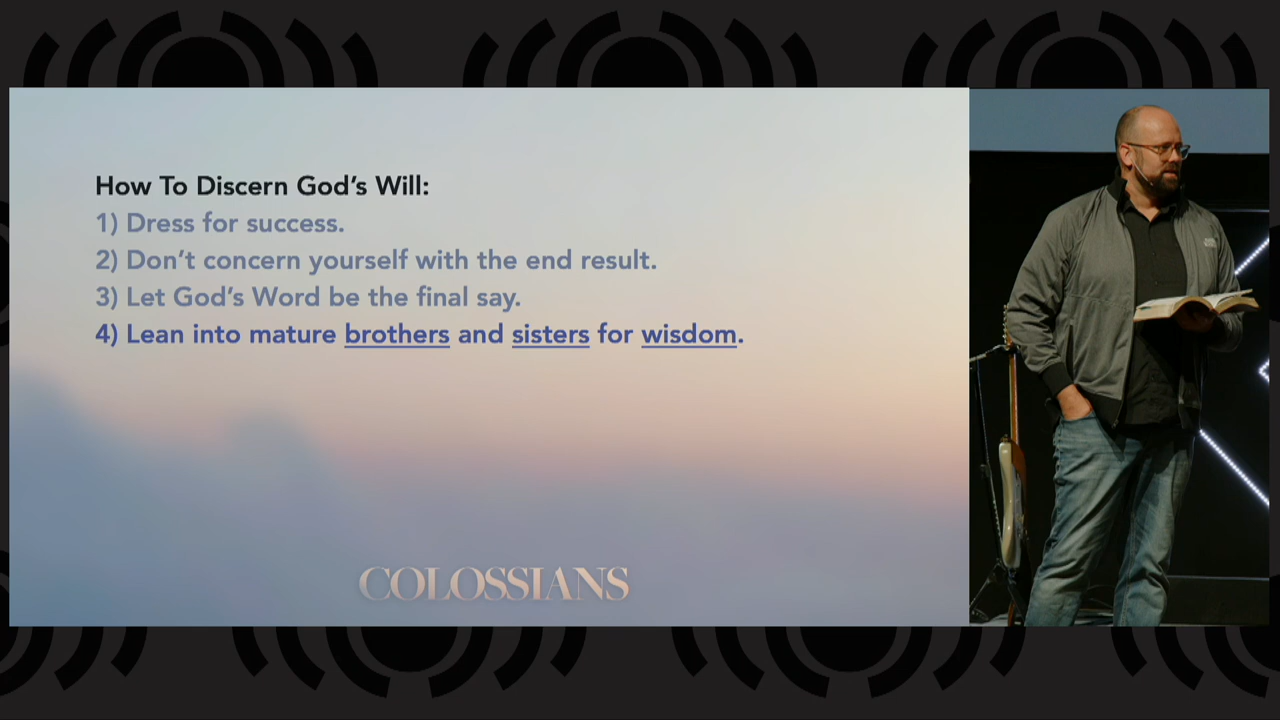 How To Discern God's Will:
1) Dress for success.
2) Don't concern yourself with the end result.
3) Let God's Word be the final say.
4) Lean into mature brothers and sisters for wisdom.
COLOSSIANS